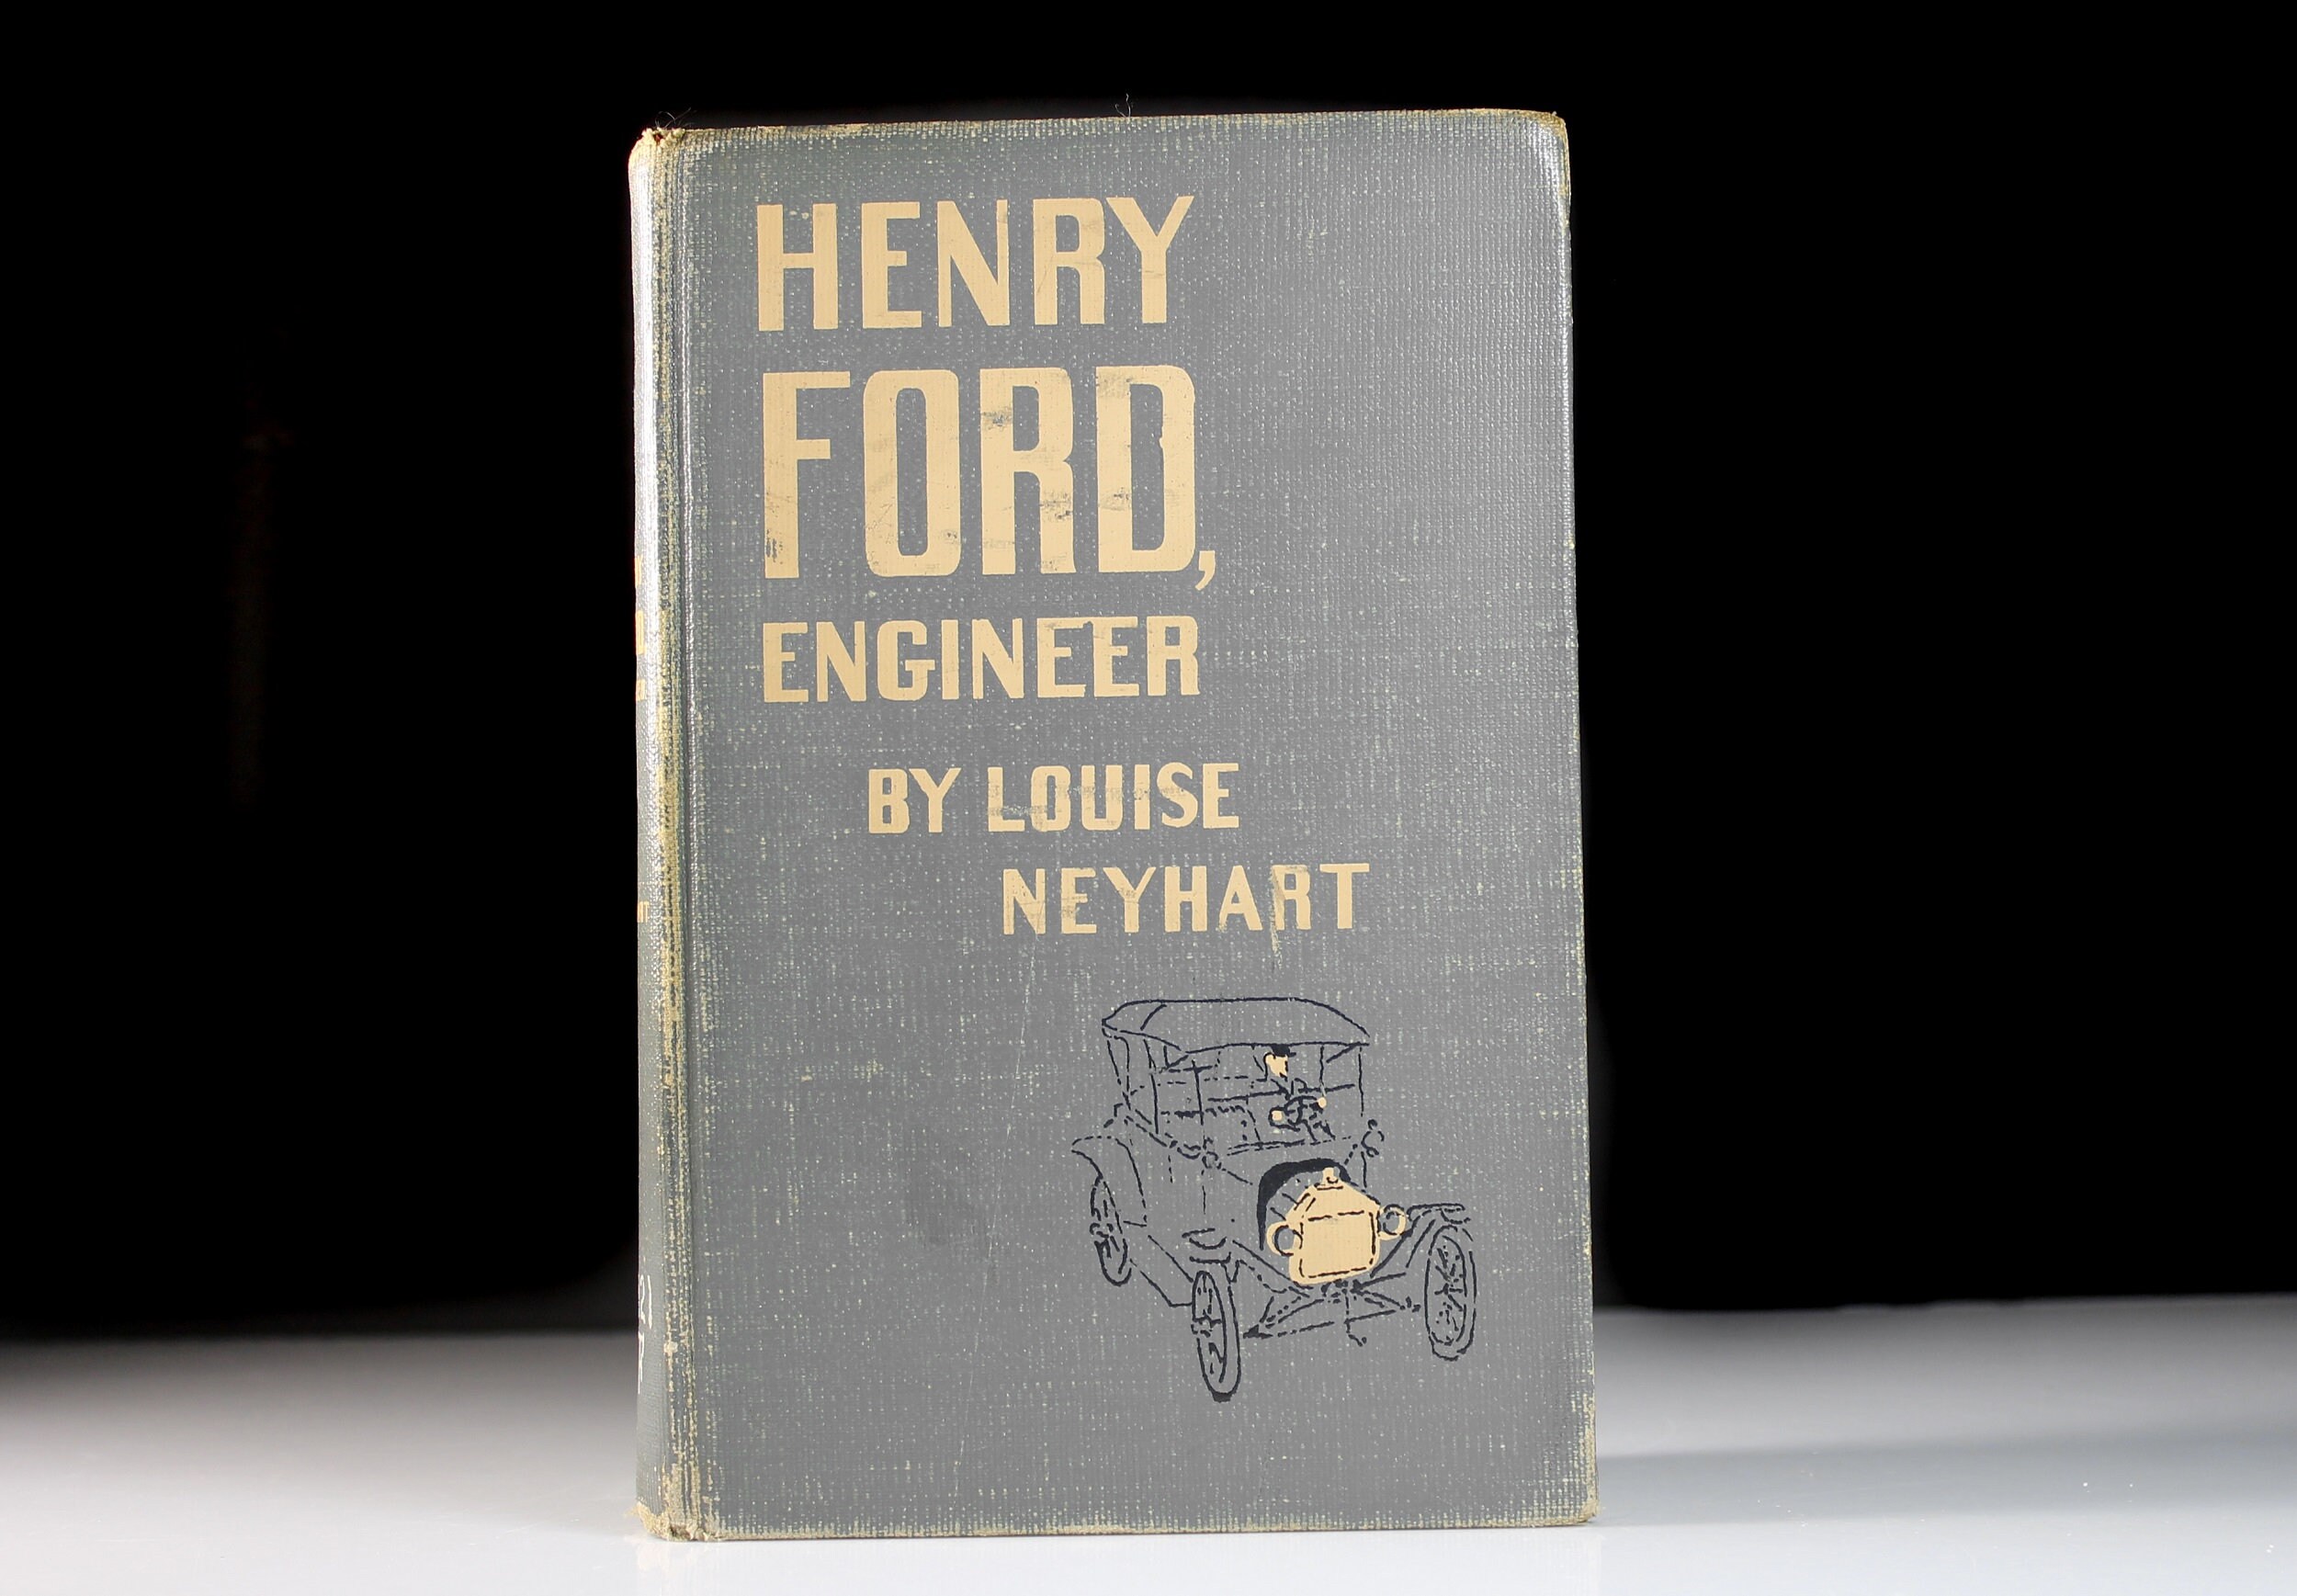 HENRY
FORD,
ENGINEER
BY LOUISE
NEYHART